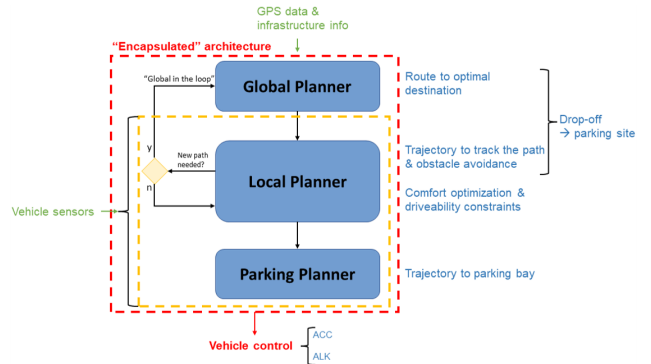 GPS data &
infrastructure info
“Encapsulated” architecture
“Global in the loop”
Global Planner
Route to optimal
destination
Drop-off
→ parking site
y
New path
needed?
n
Local Planner
Trajectory to track the path
& obstacle avoidance
Comfort optimization &
driveability constraints
Vehicle sensors
Parking Planner
Trajectory to parking bay
Vehicle control
ACC
ALK